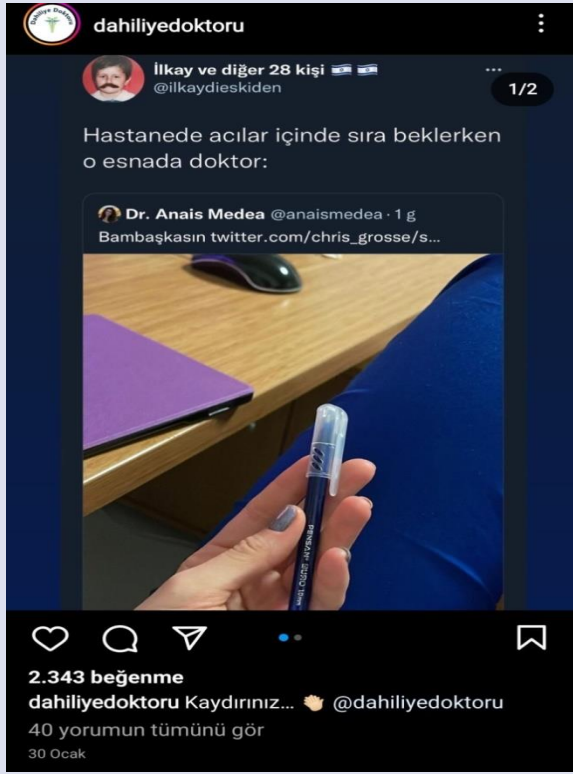 Dahiliye Doktoru
dahiliyedoktoru
İlkay ve diğer 28 kişi
@ilkaydieskiden
1/2
Hastanede acılar içinde sıra beklerken
o esnada doktor:
Dr. Anais Medea @anaismedea · 1 g
Bambaşkasın twitter.com/chris_grosse/s...
PENSAN
2.343 beğenme
dahiliyedoktoru Kaydırınız... 👏🏻 @dahiliyedoktoru
40 yorumun tümünü gör
30 Ocak